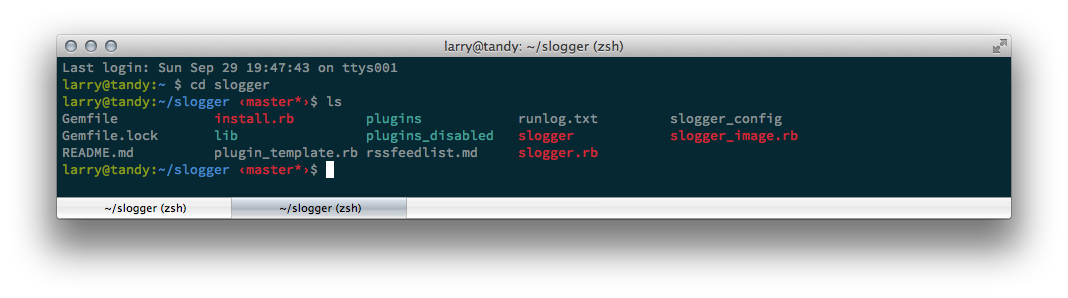 larry@tandy: ~/slogger (zsh)
Last login: Sun Sep 29 19:47:43 on ttys001
larry@tandy:~ $ cd slogger
larry@tandy:~/slogger ‹master*›$ ls
Gemfile install.rb plugins runlog.txt slogger_config
Gemfile.lock lib plugins_disabled slogger slogger_image.rb
README.md plugin_template.rb rssfeedlist.md slogger.rb
larry@tandy:~/slogger ‹master*›$
~/slogger (zsh) ~/slogger (zsh)